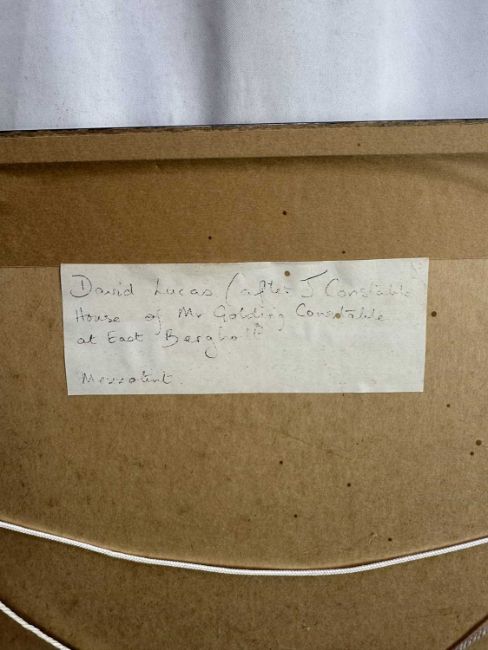 David Lucas (after J Constable
House of Mr Golding Constable
at East Bergholt
Mezzotint.